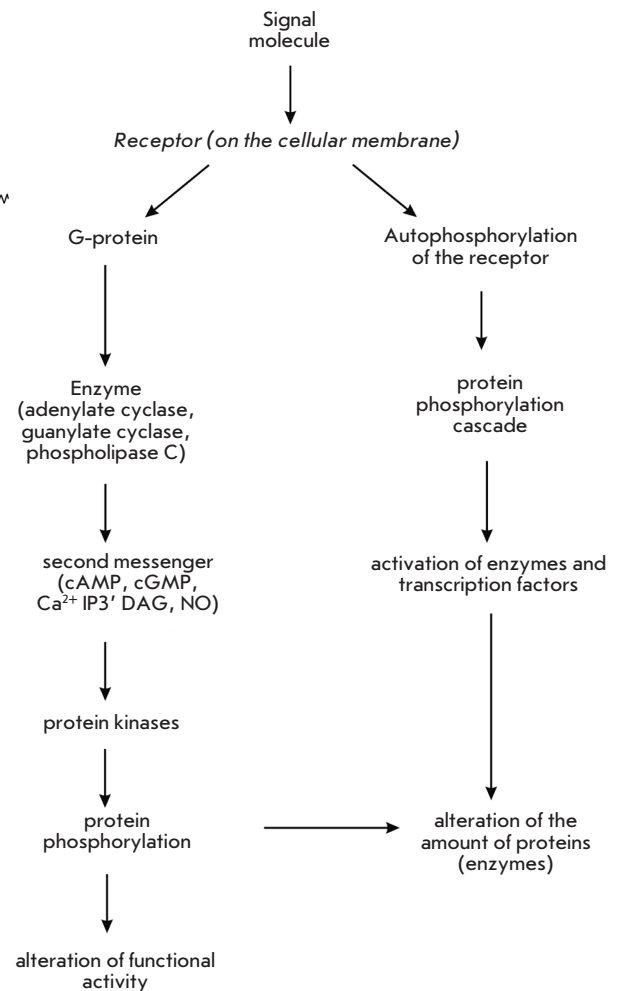 Signal
molecule
Receptor (on the cellular membrane)
G-protein
Autophosphorylation
of the receptor
Enzyme
(adenylate cyclase,
guanylate cyclase,
phospholipase C)
protein
phosphorylation
cascade
second messenger
(cAMP, cGMP,
Ca²⁺ IP3’ DAG, NO)
activation of enzymes and
transcription factors
protein kinases
protein
phosphorylation
alteration of the
amount of proteins
(enzymes)
alteration of functional
activity